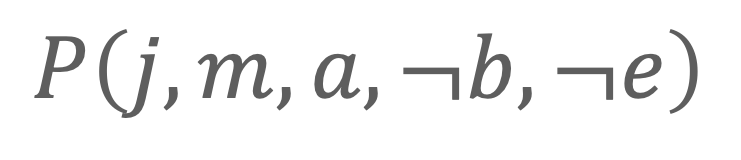 P(j, m, a, ¬b, ¬e)